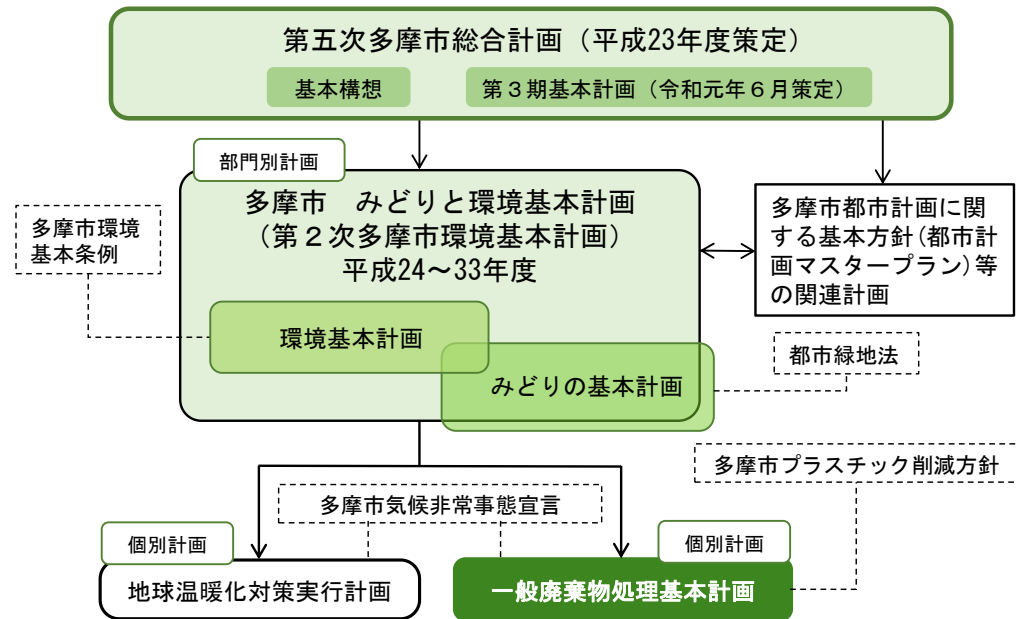 第五次多摩市総合計画（平成23年度策定）
基本構想
第３期基本計画（令和元年６月策定）
部門別計画
多摩市　みどりと環境基本計画
（第２次多摩市環境基本計画）
平成24～33年度
多摩市環境
基本条例
多摩市都市計画に関
する基本方針（都市計
画マスタープラン）等
の関連計画
環境基本計画
みどりの基本計画
都市緑地法
多摩市プラスチック削減方針
多摩市気候非常事態宣言
個別計画
地球温暖化対策実行計画
個別計画
一般廃棄物処理基本計画